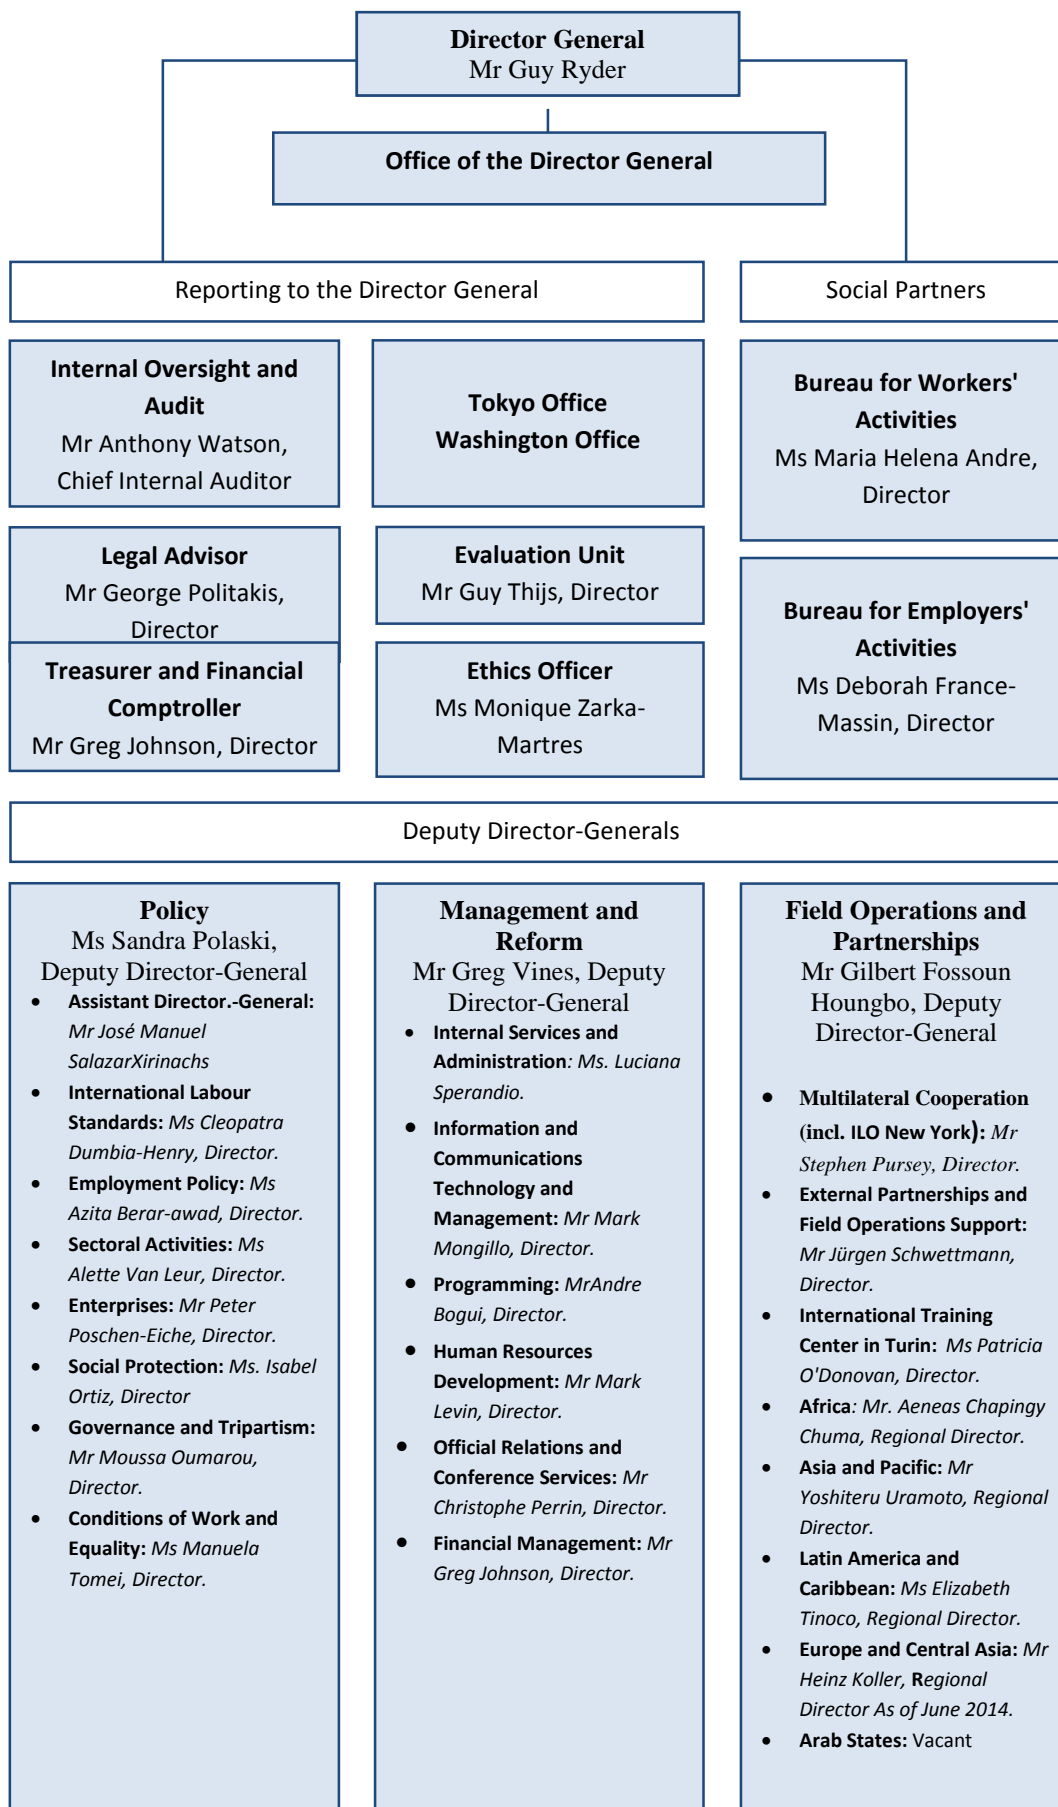 Director General
Mr Guy Ryder
Office of the Director General
Reporting to the Director General
Social Partners
Internal Oversight and
Audit
Mr Anthony Watson,
Chief Internal Auditor
Tokyo Office
Washington Office
Bureau for Workers'
Activities
Ms Maria Helena Andre,
Director
Legal Advisor
Mr George Politakis,
Director
Evaluation Unit
Mr Guy Thijs, Director
Bureau for Employers'
Activities
Ms Deborah France-
Massin, Director
Treasurer and Financial
Comptroller
Mr Greg Johnson, Director
Ethics Officer
Ms Monique Zarka-
Martres
Deputy Director-Generals
Policy
Ms Sandra Polaski,
Deputy Director-General
• Assistant Director.-General:
Mr José Manuel
SalazarXirinachs
• International Labour
Standards: Ms Cleopatra
Dumbia-Henry, Director.
• Employment Policy: Ms
Azita Berar-awad, Director.
• Sectoral Activities: Ms
Alette Van Leur, Director.
• Enterprises: Mr Peter
Poschen-Eiche, Director.
• Social Protection: Ms. Isabel
Ortiz, Director
• Governance and Tripartism:
Mr Moussa Oumarou,
Director.
• Conditions of Work and
Equality: Ms Manuela
Tomei, Director.
Management and
Reform
Mr Greg Vines, Deputy
Director-General
• Internal Services and
Administration: Ms. Luciana
Sperandio.
• Information and
Communications
Technology and
Management: Mr Mark
Mongillo, Director.
• Programming: MrAndre
Bogui, Director.
• Human Resources
Development: Mr Mark
Levin, Director.
• Official Relations and
Conference Services: Mr
Christophe Perrin, Director.
• Financial Management: Mr
Greg Johnson, Director.
Field Operations and
Partnerships
Mr Gilbert Fossoun
Houngbo, Deputy
Director-General
• Multilateral Cooperation
(incl. ILO New York): Mr
Stephen Pursey, Director.
• External Partnerships and
Field Operations Support:
Mr Jürgen Schwettmann,
Director.
• International Training
Center in Turin: Ms Patricia
O'Donovan, Director.
• Africa: Mr. Aeneas Chapingy
Chuma, Regional Director.
• Asia and Pacific: Mr
Yoshiteru Uramoto, Regional
Director.
• Latin America and
Caribbean: Ms Elizabeth
Tinoco, Regional Director.
• Europe and Central Asia: Mr
Heinz Koller, Regional
Director As of June 2014.
• Arab States: Vacant